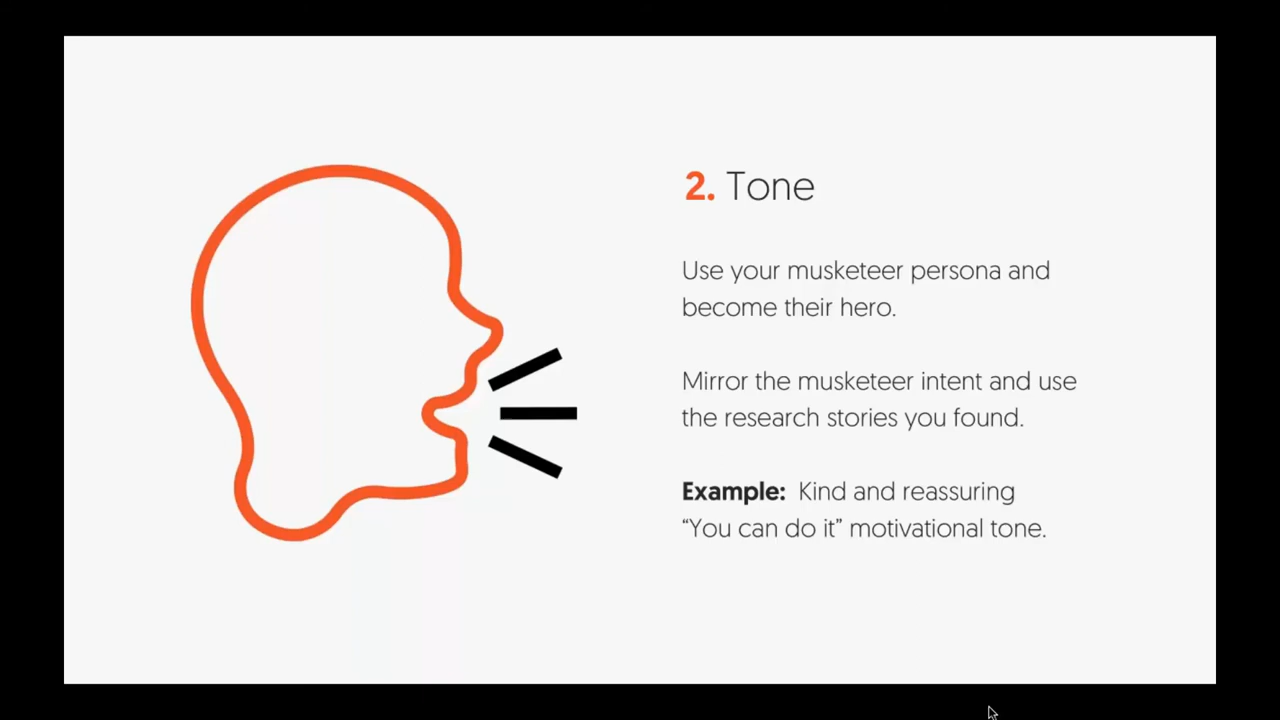 2. Tone
Use your musketeer persona and
become their hero.
Mirror the musketeer intent and use
the research stories you found.
Example: Kind and reassuring
“You can do it” motivational tone.